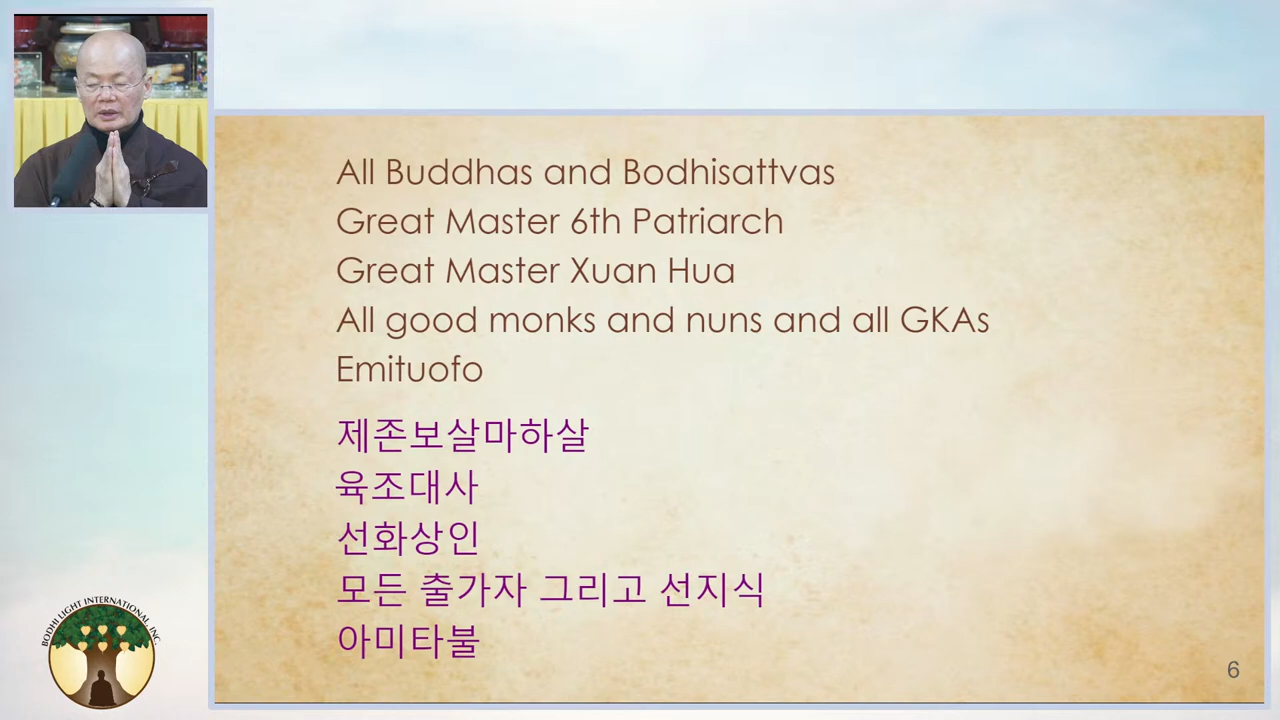 All Buddhas and Bodhisattvas
Great Master 6th Patriarch
Great Master Xuan Hua
All good monks and nuns and all GKAs
Emituofo
제존보살마하살
육조대사
선화상인
모든 출가자 그리고 선지식
아미타불
BODHI LIGHT INTERNATIONAL, INC.
6